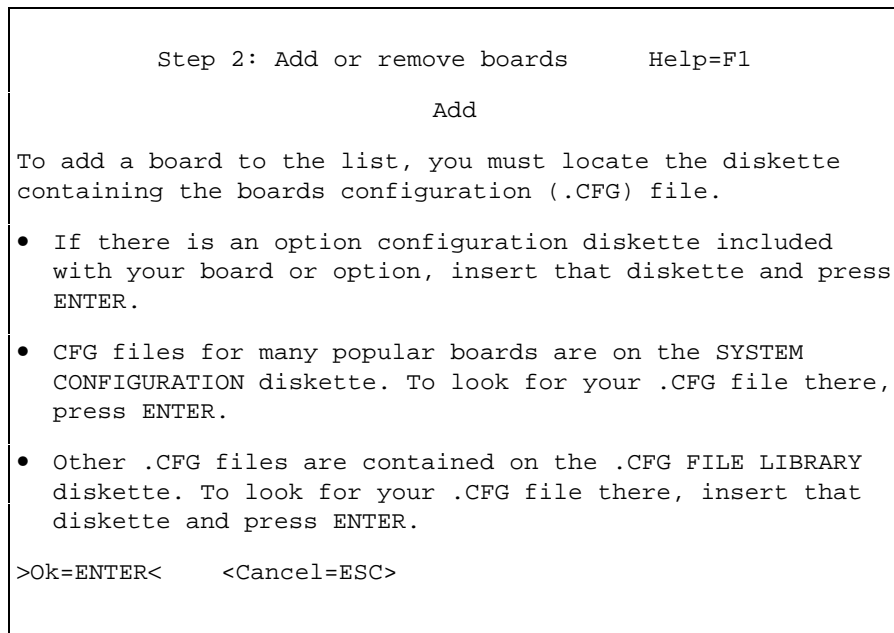 Step 2: Add or remove boards Help=F1
Add
To add a board to the list, you must locate the diskette
containing the boards configuration (.CFG) file.
• If there is an option configuration diskette included
with your board or option, insert that diskette and press
ENTER.
• CFG files for many popular boards are on the SYSTEM
CONFIGURATION diskette. To look for your .CFG file there,
press ENTER.
• Other .CFG files are contained on the .CFG FILE LIBRARY
diskette. To look for your .CFG file there, insert that
diskette and press ENTER.
>Ok=ENTER< <Cancel=ESC>